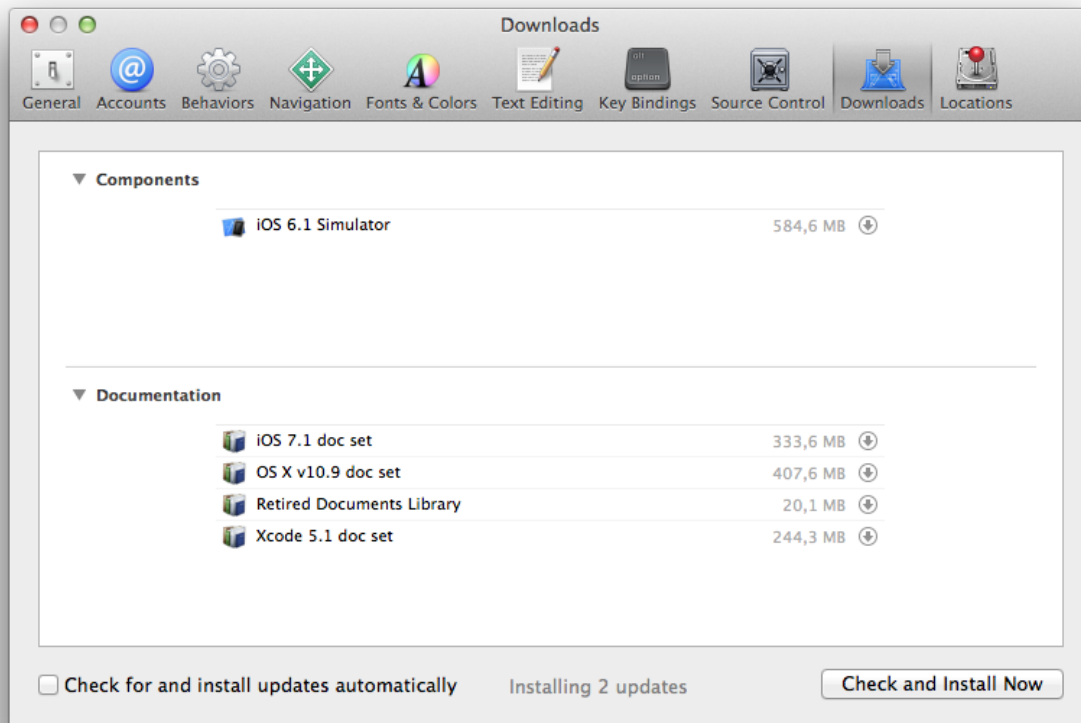 Downloads
General Accounts Behaviors Navigation Fonts & Colors Text Editing Key Bindings Source Control Downloads Locations
alt
option
Components
iOS 6.1 Simulator 584,6 MB
Documentation
iOS 7.1 doc set 333,6 MB
OS X v10.9 doc set 407,6 MB
Retired Documents Library 20,1 MB
Xcode 5.1 doc set 244,3 MB
Check for and install updates automatically Installing 2 updates Check and Install Now